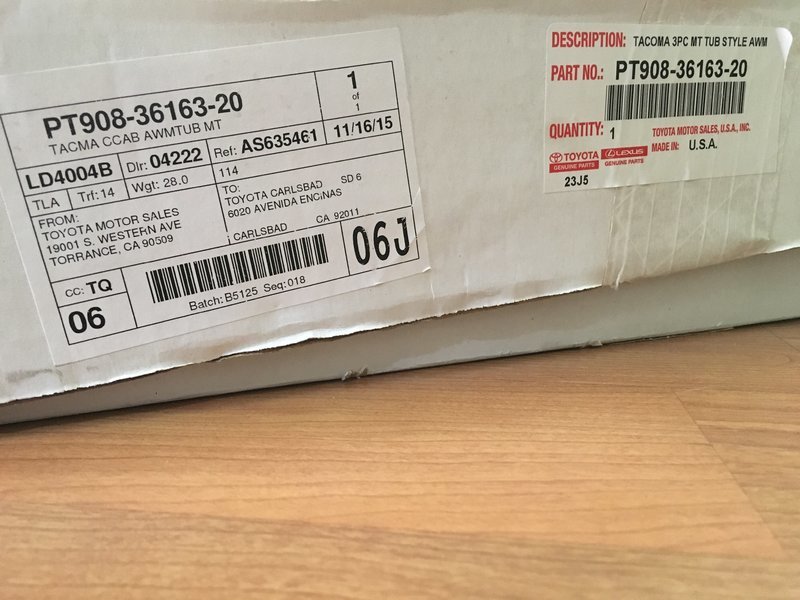 PT908-36163-20
TACMA CCAB AWMTUB MT
1
of
1
LD4004B
Dlr: 04222
Ref: AS635461
11/16/15
TLA
Trf: 14
Wgt: 28.0
114
FROM:
TOYOTA MOTOR SALES
19001 S. WESTERN AVE
TORRANCE, CA 90509
TO:
TOYOTA CARLSBAD SD 6
6020 AVENIDA ENCINAS
¡ CARLSBAD CA 92011
CC: TQ
06
Batch: B5125 Seq: 018
06J
DESCRIPTION: TACOMA 3PC MT TUB STYLE AWM
PART NO.: PT908-36163-20
QUANTITY: 1
TOYOTA MOTOR SALES, U.S.A., INC.
MADE IN: U.S.A.
TOYOTA
GENUINE PARTS
LEXUS
GENUINE PARTS
23J5